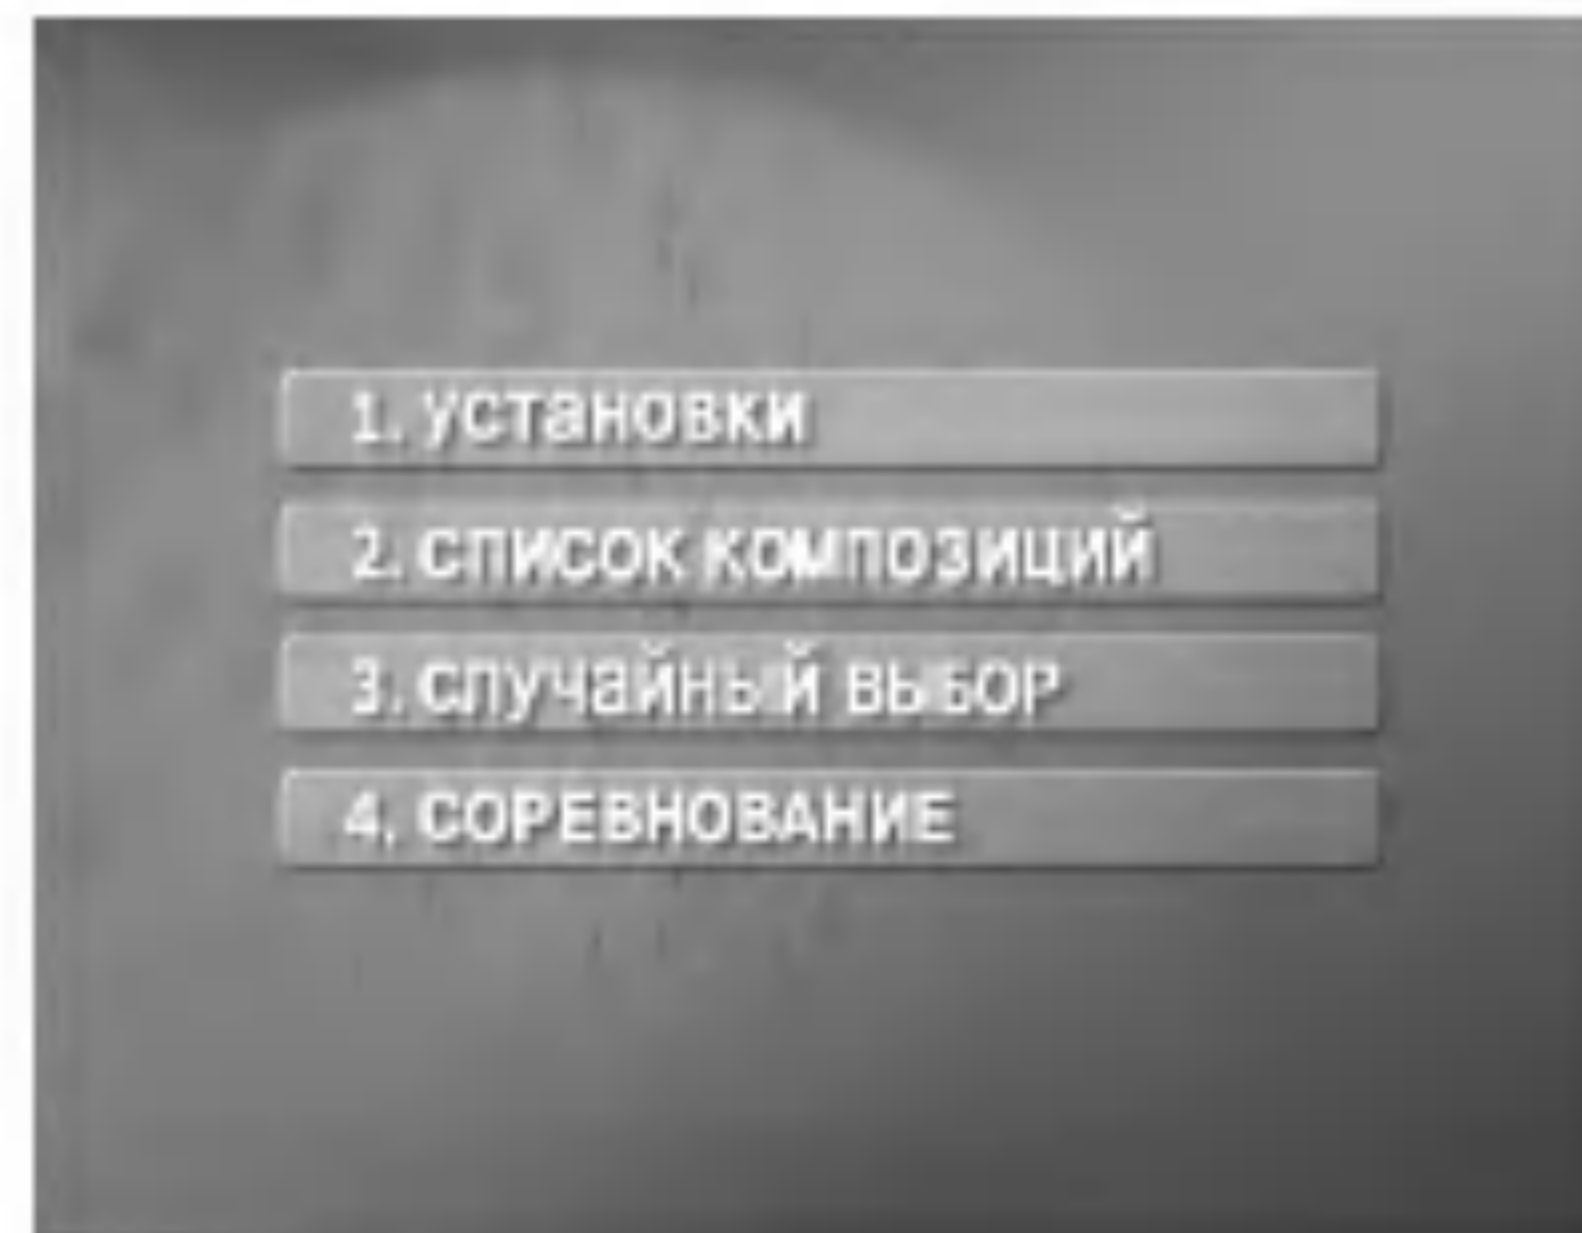 1. Установки
2. СПИСОК КОМПОЗИЦИЙ
3. СЛУЧАЙНЫЙ ВЫБОР
4. СОРЕВНОВАНИЕ